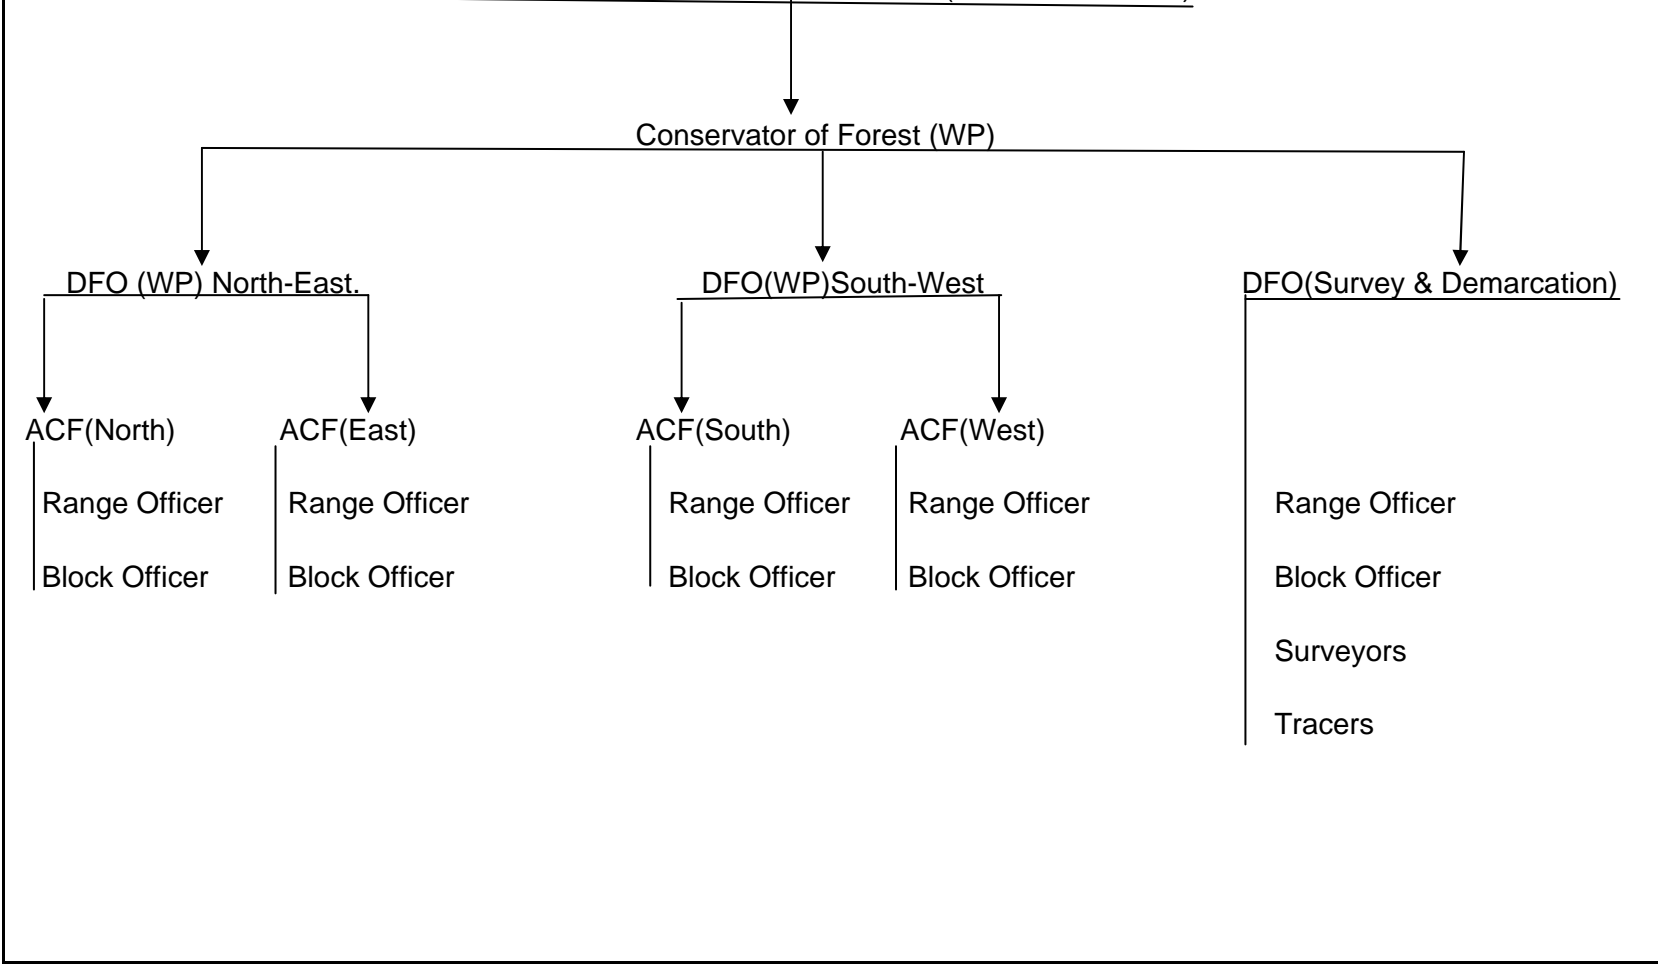 Conservator of Forest (WP)
DFO (WP) North-East.
DFO(WP)South-West
DFO(Survey & Demarcation)
ACF(North)
ACF(East)
ACF(South)
ACF(West)
Range Officer
Range Officer
Range Officer
Range Officer
Range Officer
Block Officer
Block Officer
Block Officer
Block Officer
Block Officer
Surveyors
Tracers